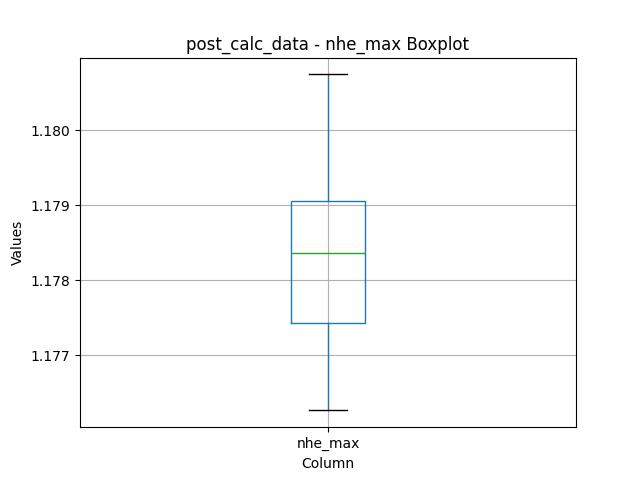 post_calc_data - nhe_max Boxplot
1.180
1.179
1.178
1.177
Values
nhe_max
Column